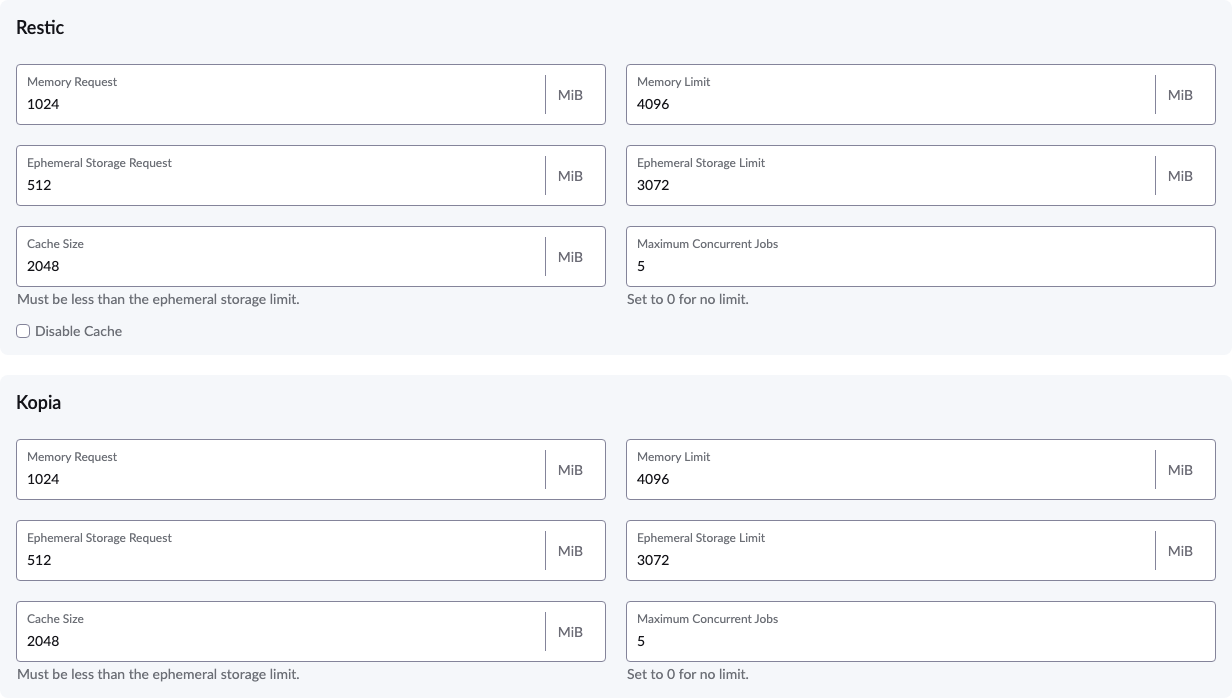 Restic
Memory Request
1024
MiB
Memory Limit
4096
MiB
Ephemeral Storage Request
512
MiB
Ephemeral Storage Limit
3072
MiB
Cache Size
2048
MiB
Maximum Concurrent Jobs
5
Must be less than the ephemeral storage limit.
Set to 0 for no limit.
Disable Cache
Kopia
Memory Request
1024
MiB
Memory Limit
4096
MiB
Ephemeral Storage Request
512
MiB
Ephemeral Storage Limit
3072
MiB
Cache Size
2048
MiB
Maximum Concurrent Jobs
5
Must be less than the ephemeral storage limit.
Set to 0 for no limit.